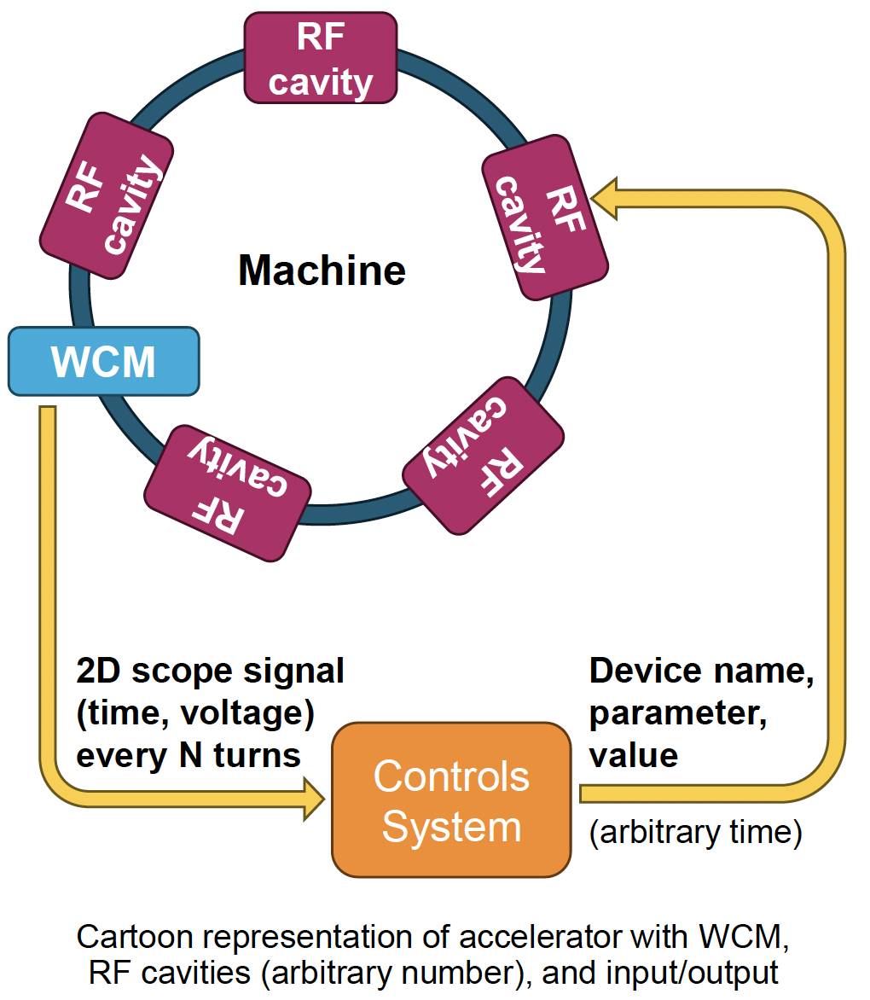 RF
cavity
RF
cavity
RF
cavity
Machine
WCM
RF
cavity
RF
cavity
2D scope signal
(time, voltage)
every N turns
Device name,
parameter,
value
Controls
System
(arbitrary time)
Cartoon representation of accelerator with WCM,
RF cavities (arbitrary number), and input/output